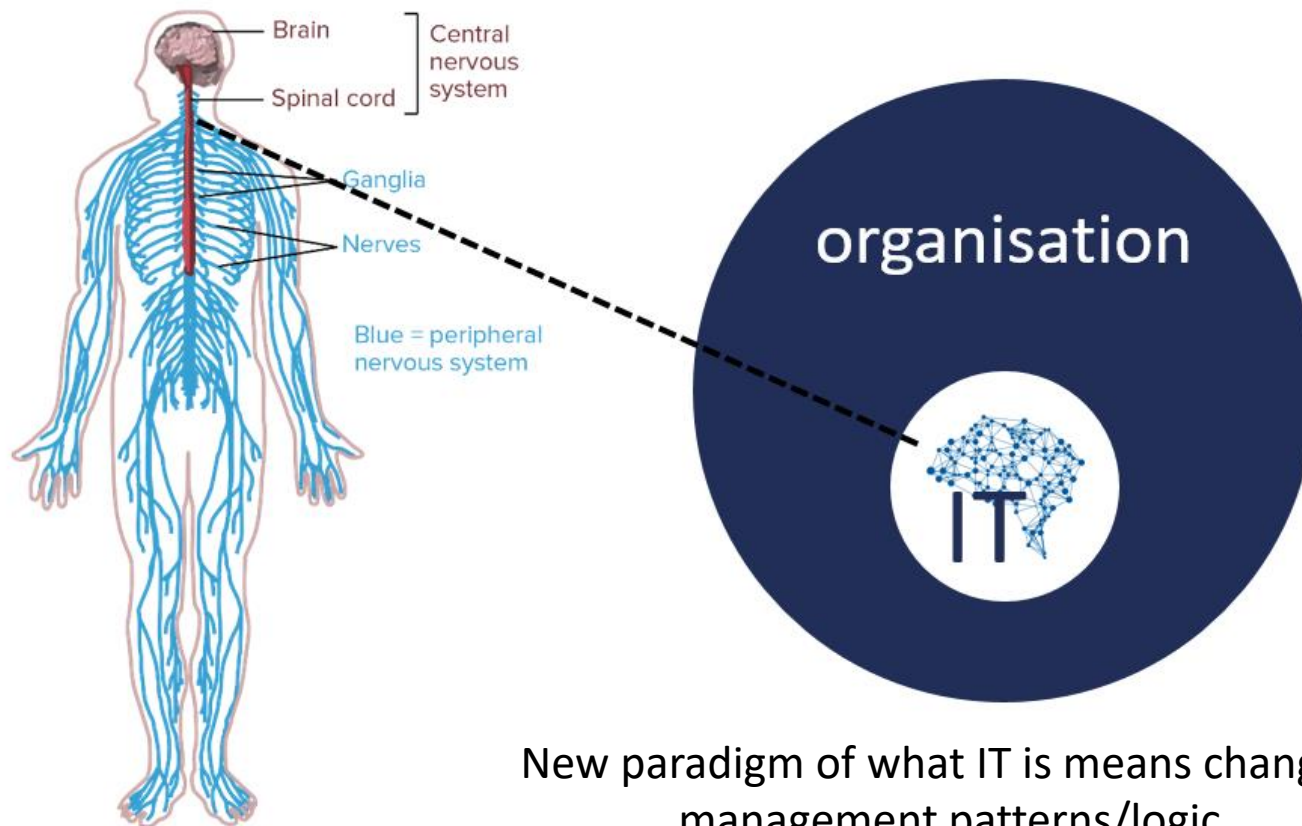 Brain
Central
nervous
system
Spinal cord
Ganglia
Nerves
Blue = peripheral
nervous system
organisation
IT
New paradigm of what IT is means
management patterns/logic